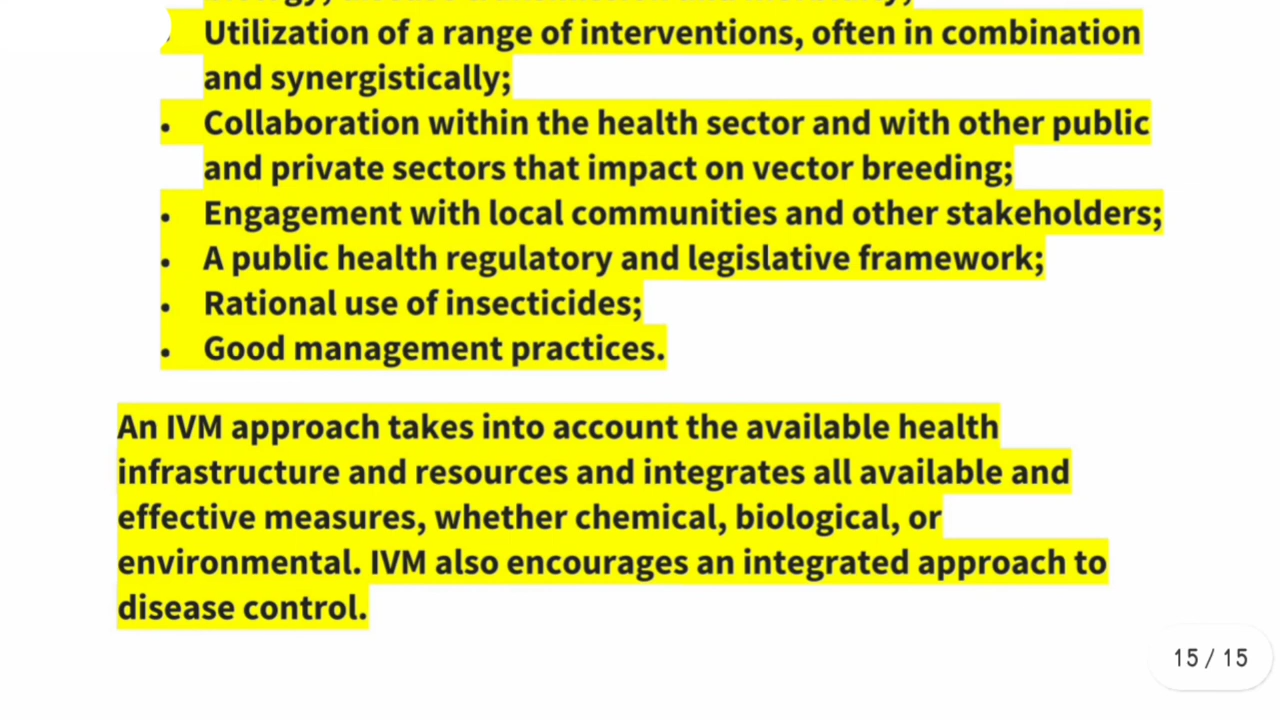 Utilization of a range of interventions, often in combination
and synergistically;
• Collaboration within the health sector and with other public
and private sectors that impact on vector breeding;
• Engagement with local communities and other stakeholders;
• A public health regulatory and legislative framework;
• Rational use of insecticides;
• Good management practices.
An IVM approach takes into account the available health
infrastructure and resources and integrates all available and
effective measures, whether chemical, biological, or
environmental. IVM also encourages an integrated approach to
disease control.
15 / 15